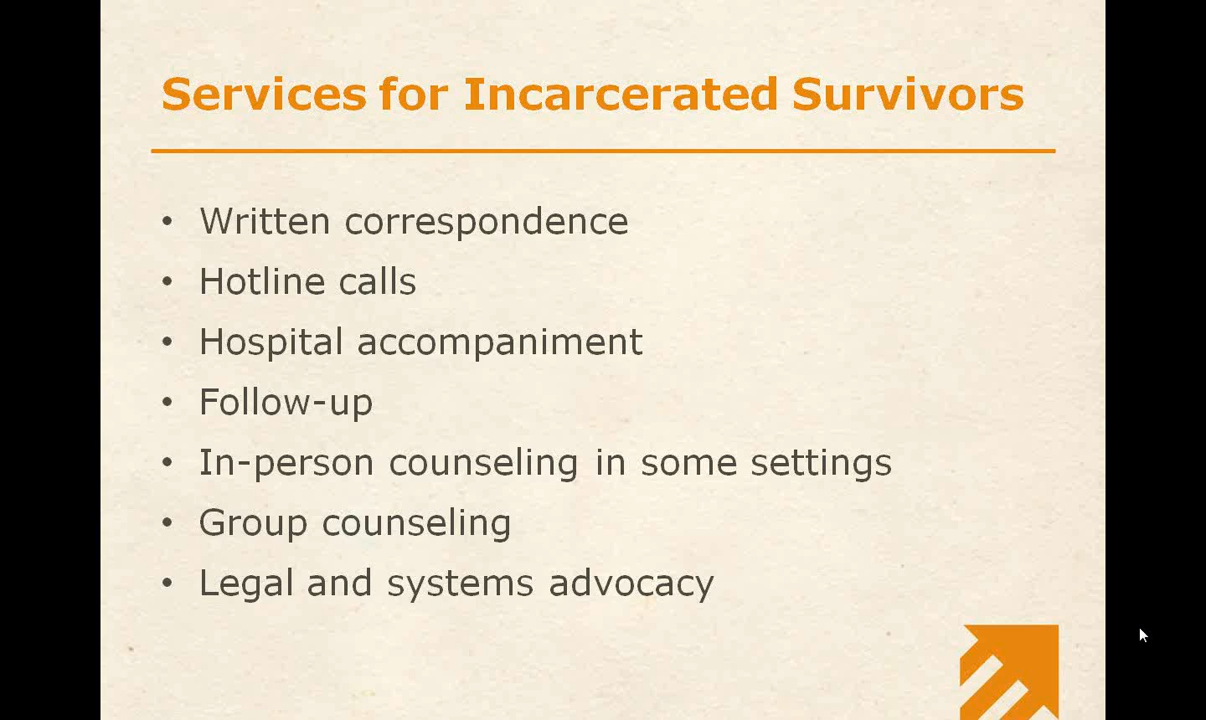 Services for Incarcerated Survivors
• Written correspondence
• Hotline calls
• Hospital accompaniment
• Follow-up
• In-person counseling in some settings
• Group counseling
• Legal and systems advocacy